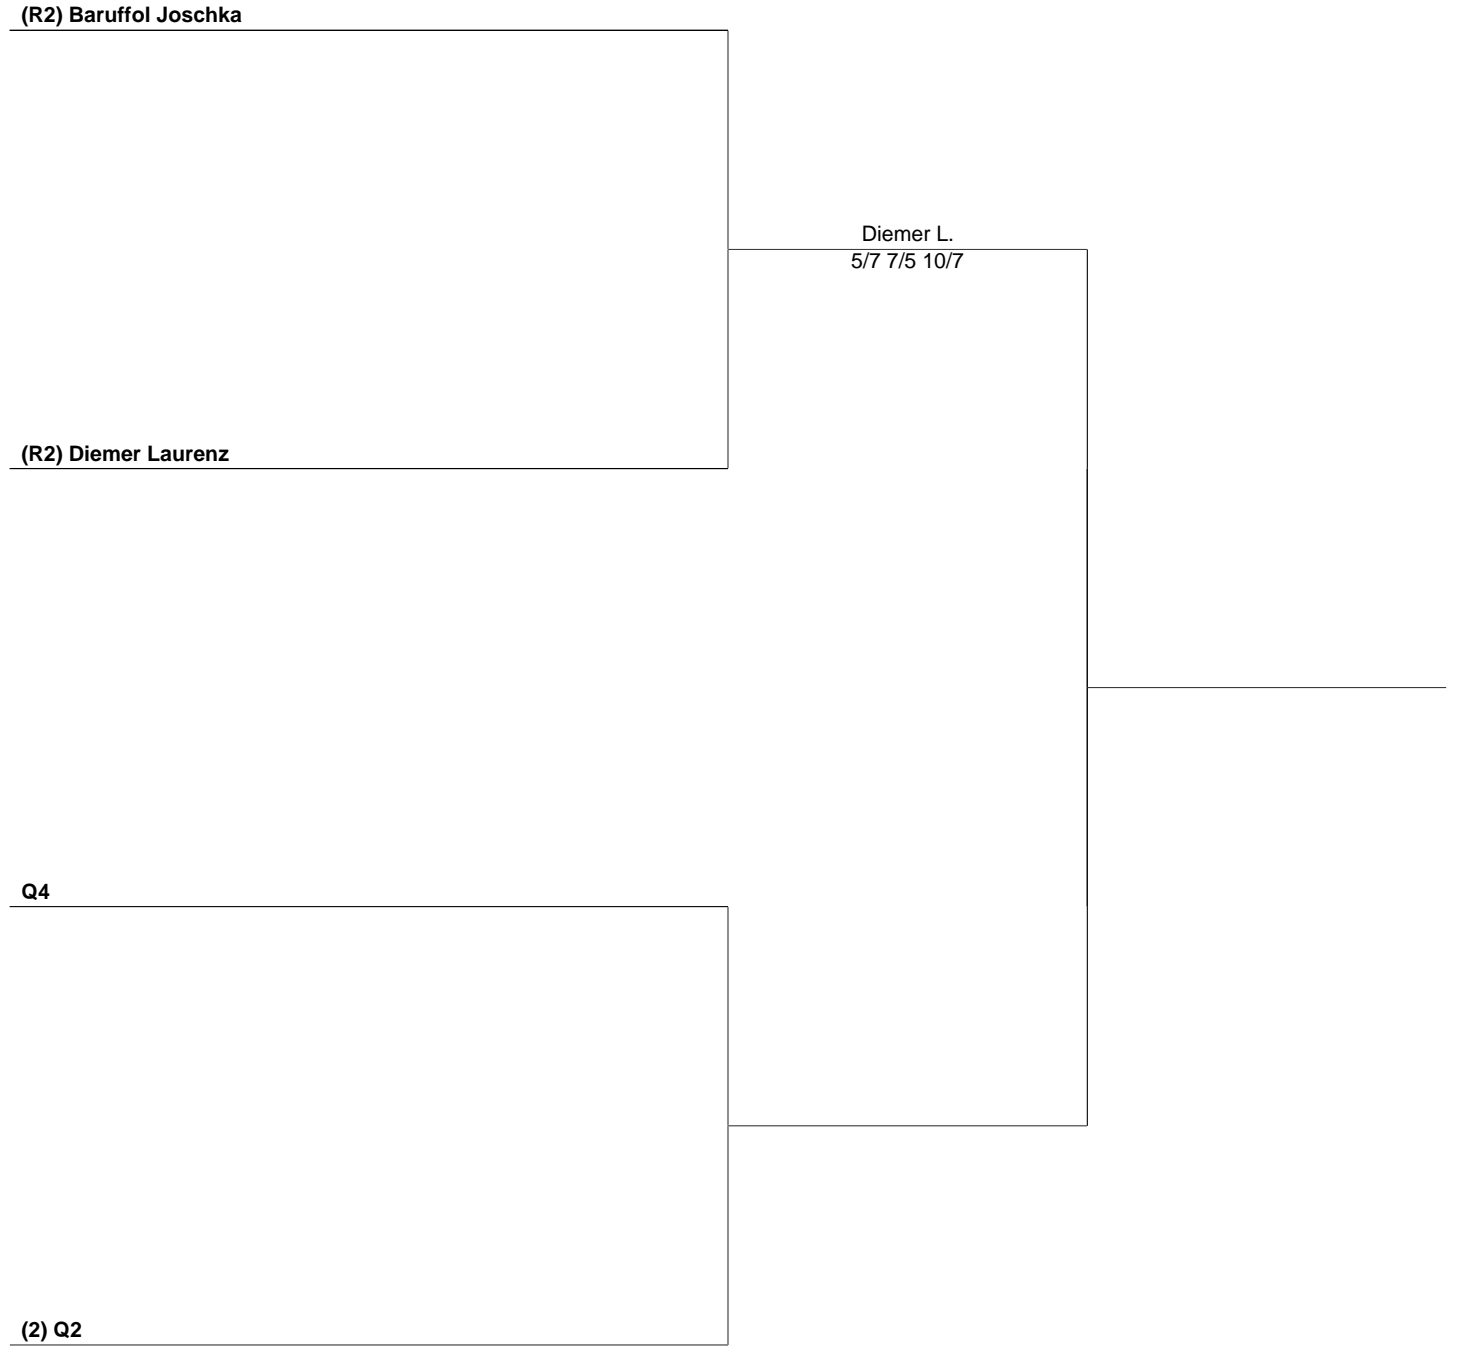 (R2) Baruffol Joschka
Diemer L.
5/7 7/5 10/7
(R2) Diemer Laurenz
Q4
(2) Q2